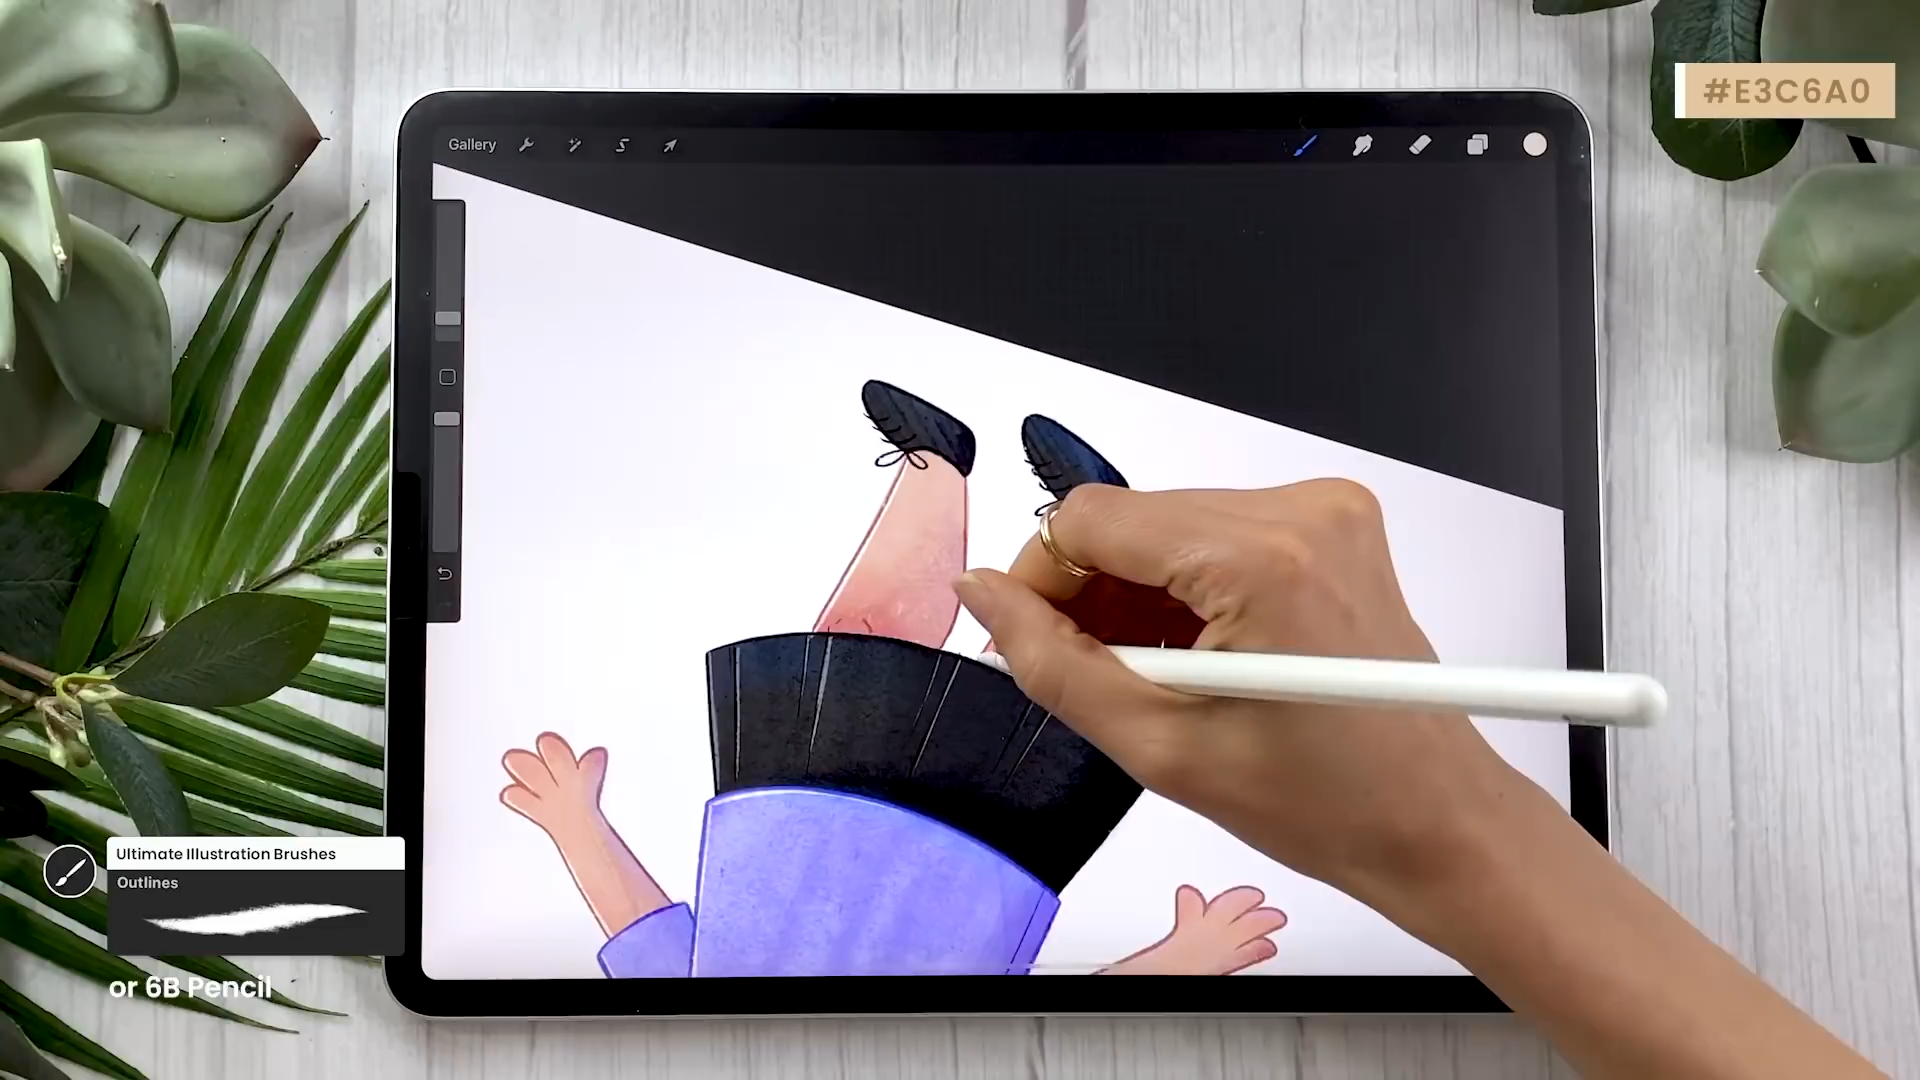 #E3C6A0
Gallery
Ultimate Illustration Brushes
Outlines
or 6B Pencil